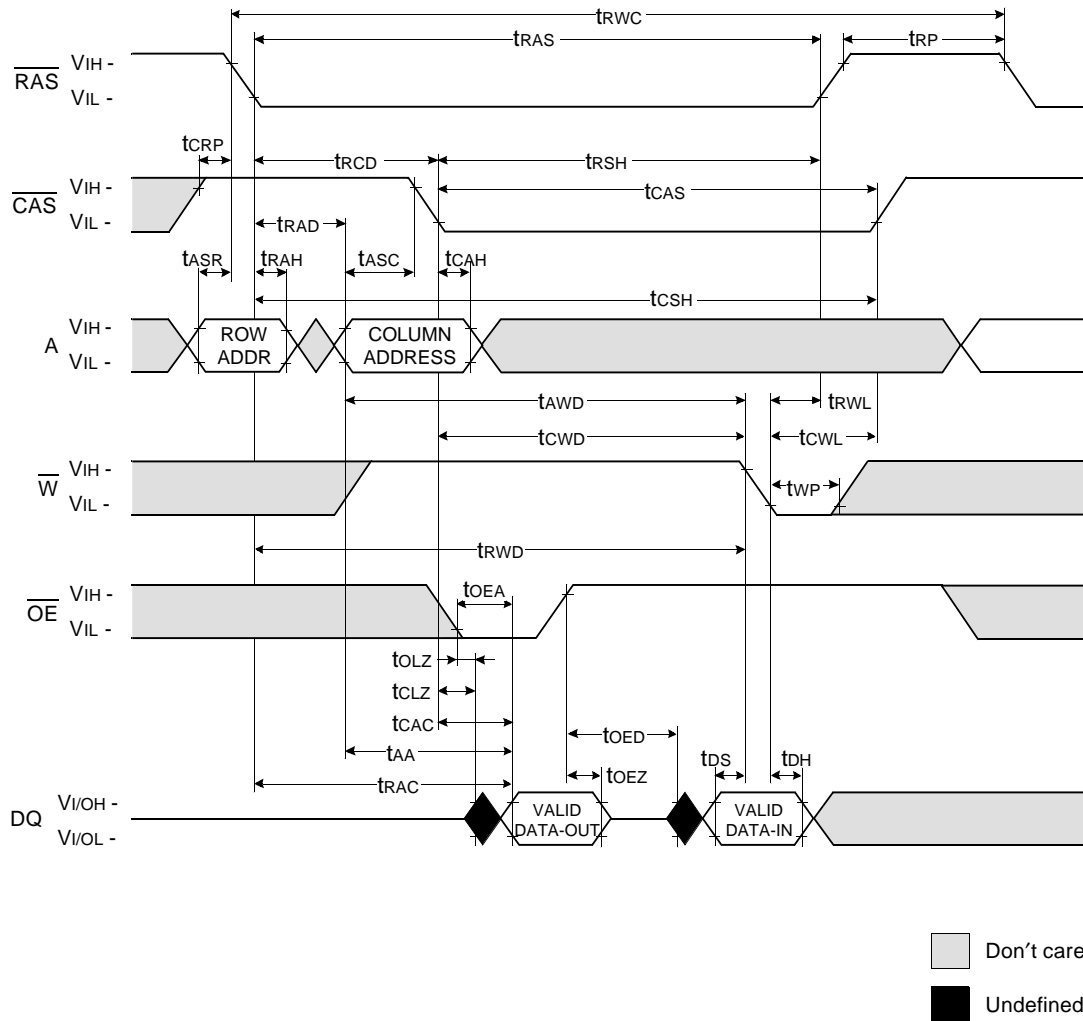 tRWC
tRAS
tRP
RAS
VIH -
VIL -
tCRP
tRCD
tRSH
CAS
VIH -
VIL -
tCAS
tRAD
tASR
tRAH
tASC
tCAH
tCSH
A
VIH -
VIL -
ROW
ADDR
COLUMN
ADDRESS
tAWD
tRWL
tCWD
tCWL
W
VIH -
VIL -
tWP
tRWD
OE
VIH -
VIL -
tOEA
tOLZ
tCLZ
tCAC
tOED
tAA
tDS
tDH
tRAC
tOEZ
DQ
VI/OH -
VI/OL -
VALID
DATA-OUT
VALID
DATA-IN
Don't care
Undefined